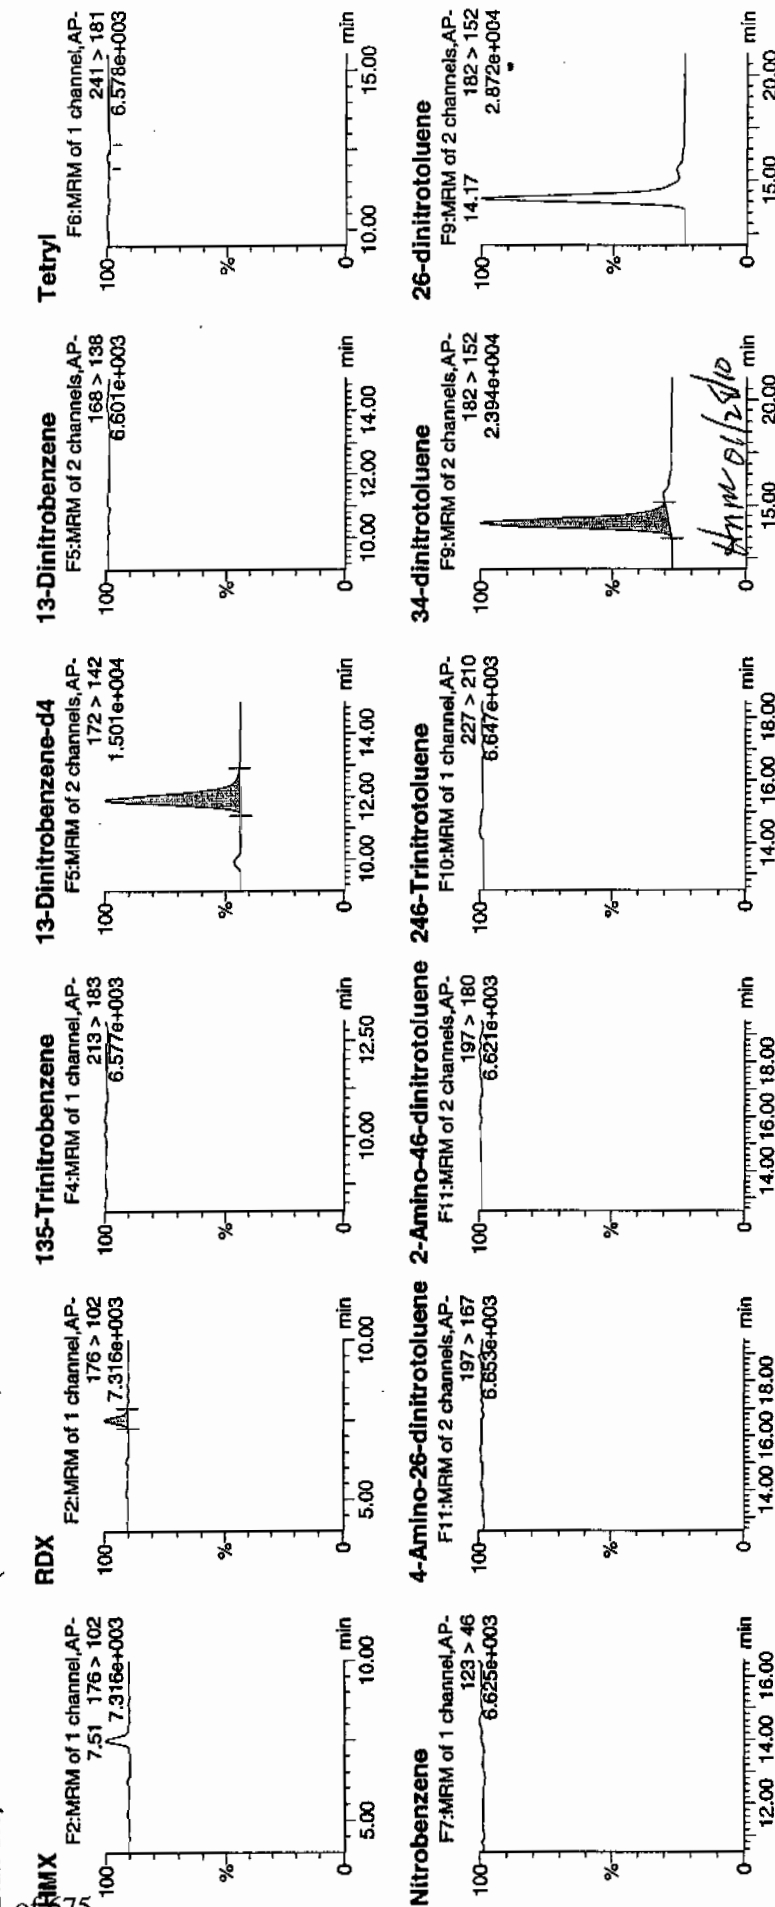 HMX
F2:MRM of 1 channel,AP-
7.51 176 > 102
7.316e+003
100
%
0
5.00 10.00 min
RDX
F2:MRM of 1 channel,AP-
176 > 102
7.316e+003
100
%
0
5.00 10.00 min
135-Trinitrobenzene
F4:MRM of 1 channel,AP-
213 > 183
6.577e+003
100
%
0
10.00 12.50 min
13-Dinitrobenzene-d4
F5:MRM of 2 channels,AP-
172 > 142
1.501e+004
100
%
0
10.00 12.00 14.00 min
13-Dinitrobenzene
F5:MRM of 2 channels,AP-
168 > 138
6.601e+003
100
%
0
10.00 12.00 14.00 min
Tetryl
F6:MRM of 1 channel,AP-
241 > 181
6.578e+003
100
%
0
10.00 15.00 min
Nitrobenzene
F7:MRM of 1 channel,AP-
123 > 46
6.625e+003
100
%
0
12.00 14.00 16.00 min
4-Amino-26-dinitrotoluene
F11:MRM of 2 channels,AP-
197 > 167
6.653e+003
100
%
0
14.00 16.00 18.00 min
2-Amino-46-dinitrotoluene
F11:MRM of 2 channels,AP-
197 > 180
6.621e+003
100
%
0
14.00 16.00 18.00 min
246-Trinitrotoluene
F10:MRM of 1 channel,AP-
227 > 210
6.647e+003
100
%
0
14.00 16.00 18.00 min
34-dinitrotoluene
F9:MRM of 2 channels,AP-
182 > 152
2.394e+004
100
%
0
15.00 20.00 min
01/28/10
26-dinitrotoluene
F9:MRM of 2 channels,AP-
14.17 182 > 152
2.872e+004
100
%
0
15.00 20.00 min